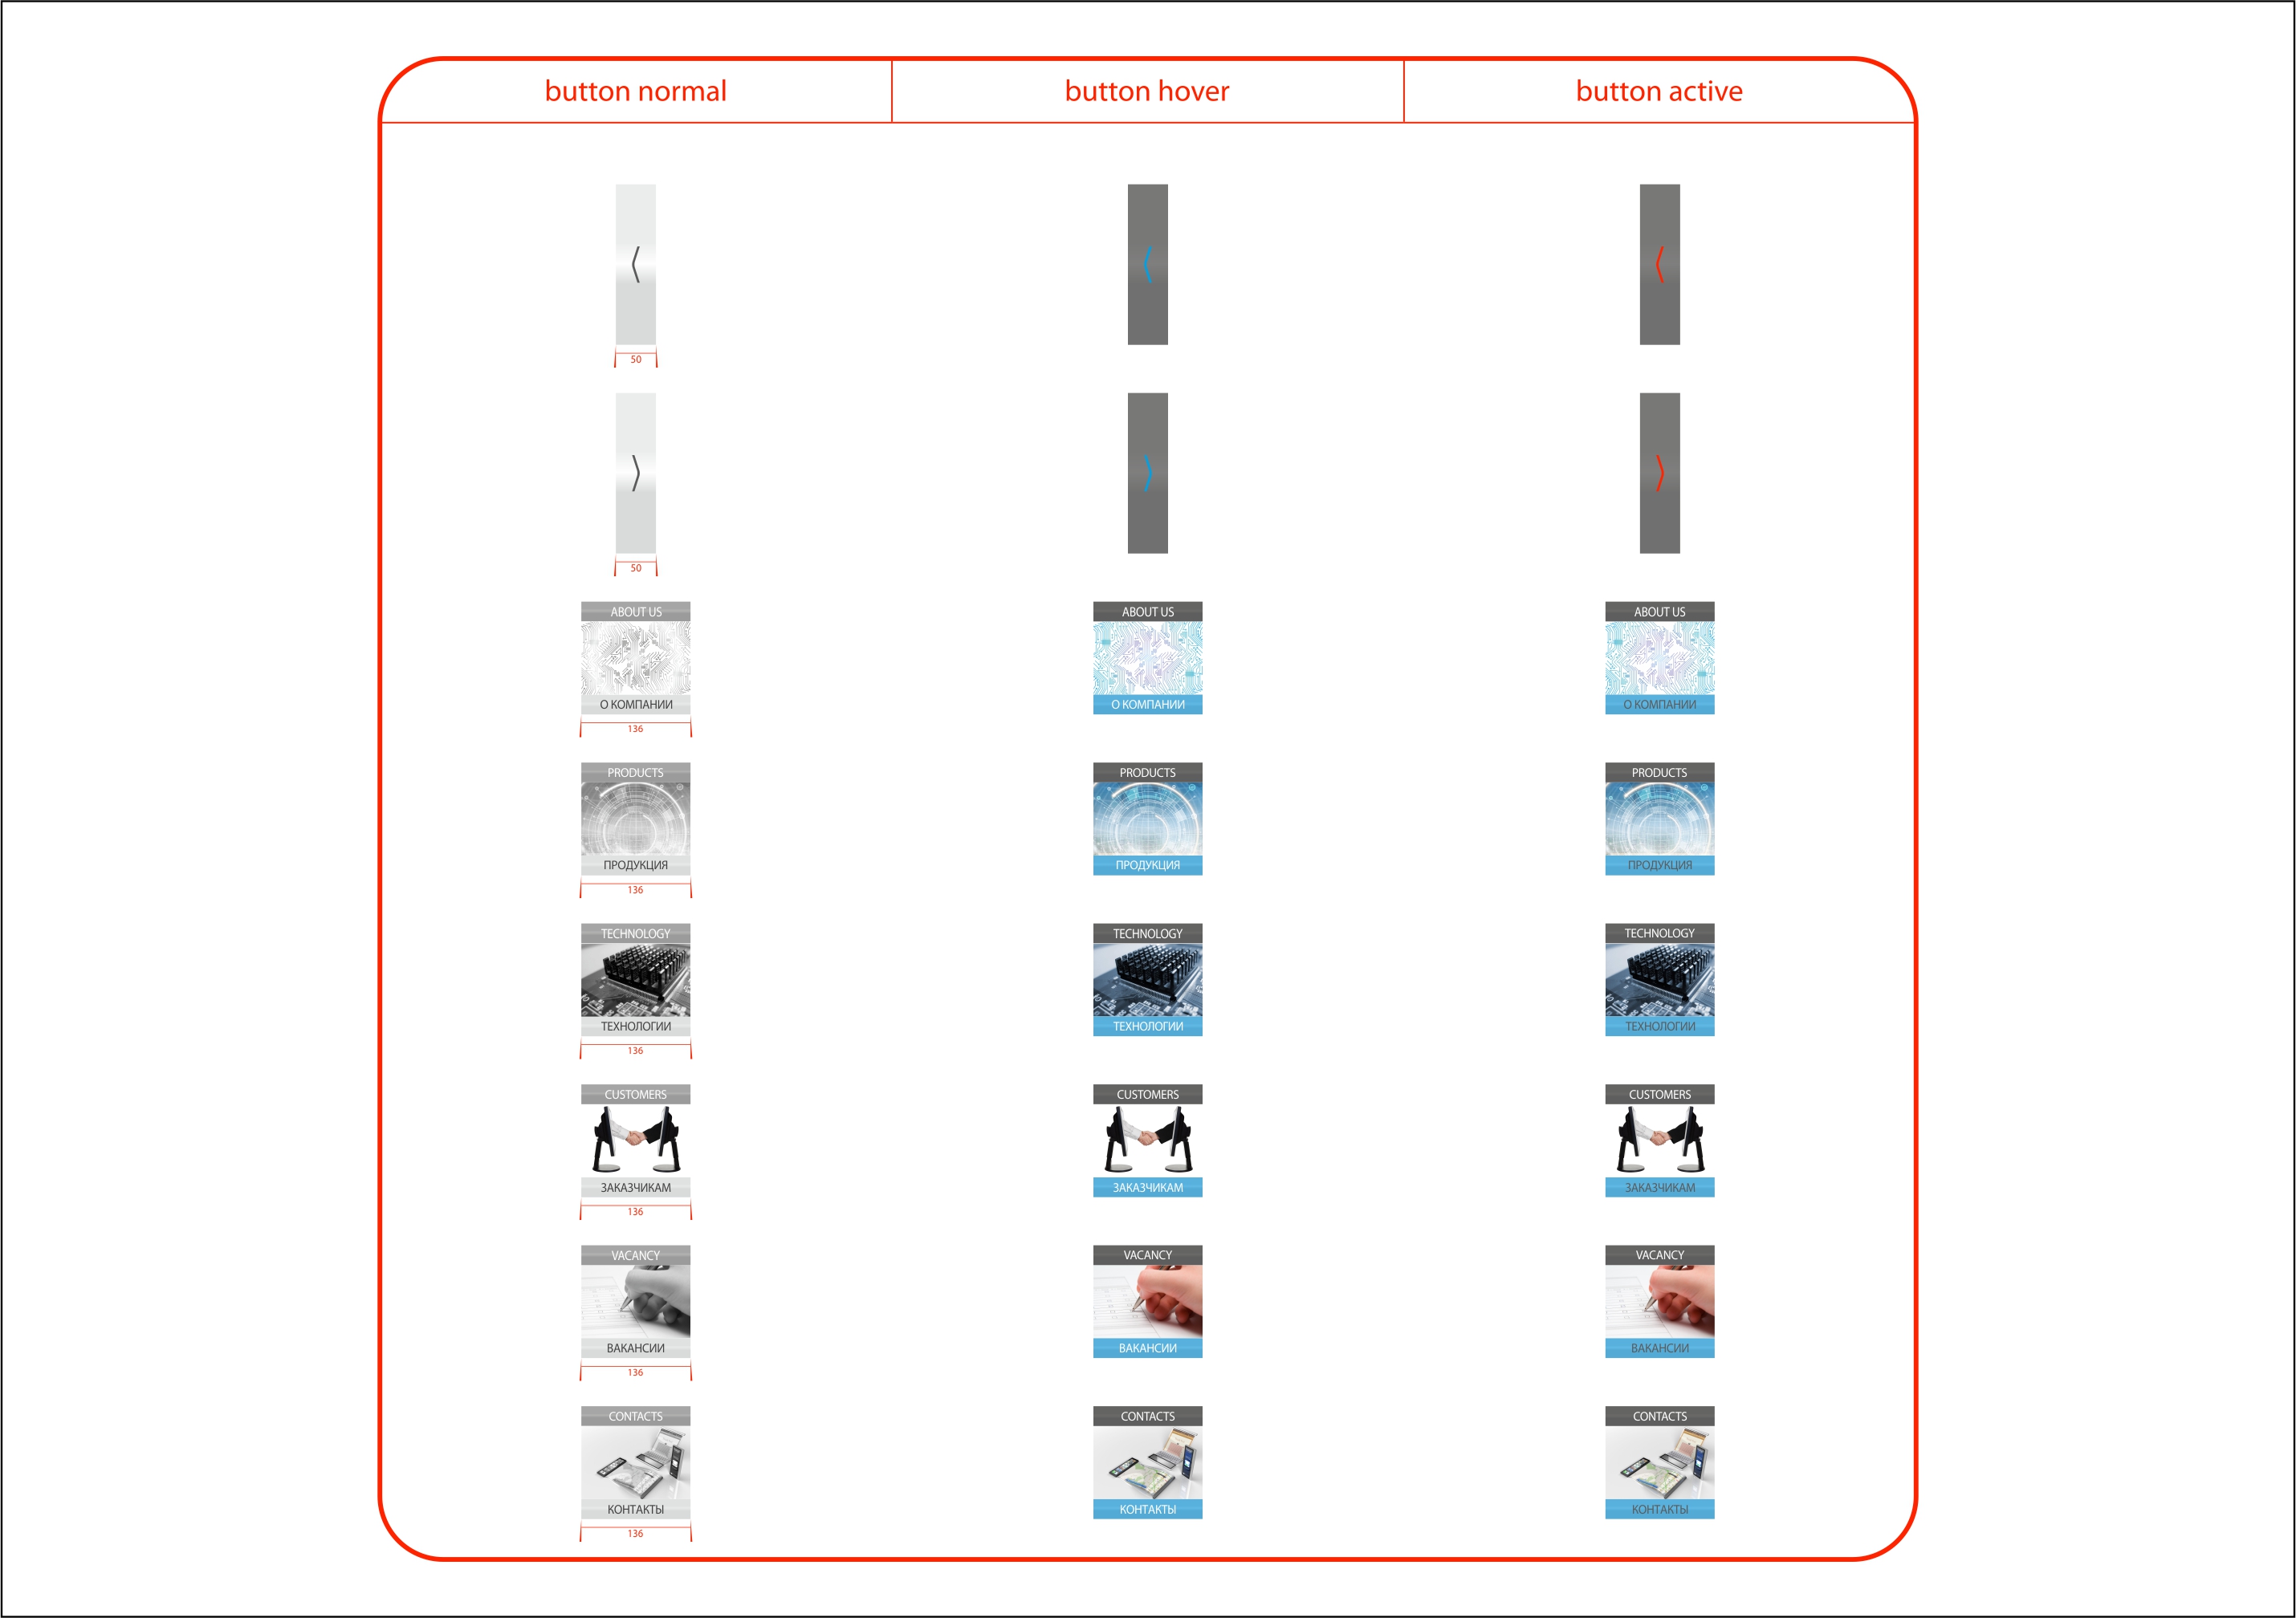 button normal
button hover
button active
50
50
ABOUT US
ABOUT US
ABOUT US
О КОМПАНИИ
О КОМПАНИИ
О КОМПАНИИ
136
PRODUCTS
PRODUCTS
PRODUCTS
ПРОДУКЦИЯ
ПРОДУКЦИЯ
ПРОДУКЦИЯ
136
TECHNOLOGY
TECHNOLOGY
TECHNOLOGY
ТЕХНОЛОГИИ
ТЕХНОЛОГИИ
ТЕХНОЛОГИИ
136
CUSTOMERS
CUSTOMERS
CUSTOMERS
ЗАКАЗЧИКАМ
ЗАКАЗЧИКАМ
ЗАКАЗЧИКАМ
136
VACANCY
VACANCY
VACANCY
ВАКАНСИИ
ВАКАНСИИ
ВАКАНСИИ
136
CONTACTS
CONTACTS
CONTACTS
КОНТАКТЫ
КОНТАКТЫ
КОНТАКТЫ
136